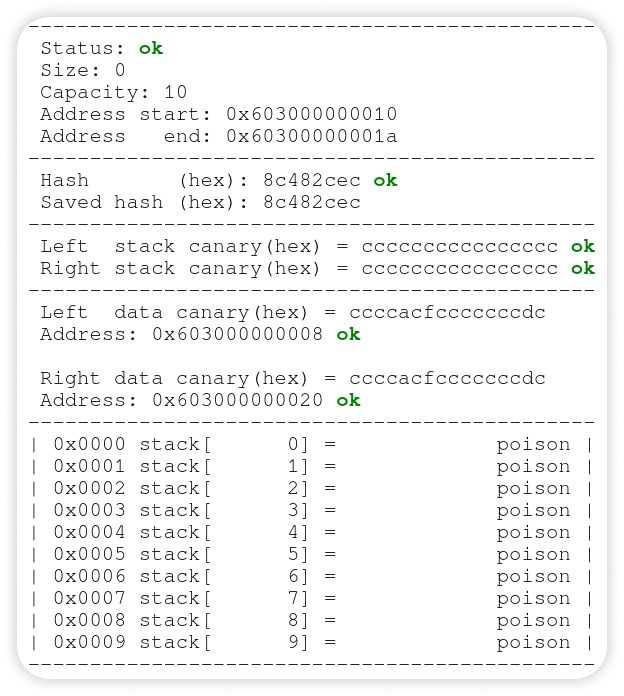 -----------------------------------------------
Status: ok
Size: 0
Capacity: 10
Address start: 0x603000000010
Address   end: 0x60300000001a
-----------------------------------------------
Hash       (hex): 8c482cec ok
Saved hash (hex): 8c482cec
-----------------------------------------------
Left  stack canary(hex) = cccccccccccccccc ok
Right stack canary(hex) = cccccccccccccccc ok
-----------------------------------------------
Left  data canary(hex) = ccccacfcccccccdc
Address: 0x603000000008 ok
Right data canary(hex) = ccccacfcccccccdc
Address: 0x603000000020 ok
-----------------------------------------------
| 0x0000 stack[      0] =             poison |
| 0x0001 stack[      1] =             poison |
| 0x0002 stack[      2] =             poison |
| 0x0003 stack[      3] =             poison |
| 0x0004 stack[      4] =             poison |
| 0x0005 stack[      5] =             poison |
| 0x0006 stack[      6] =             poison |
| 0x0007 stack[      7] =             poison |
| 0x0008 stack[      8] =             poison |
| 0x0009 stack[      9] =             poison |
-----------------------------------------------